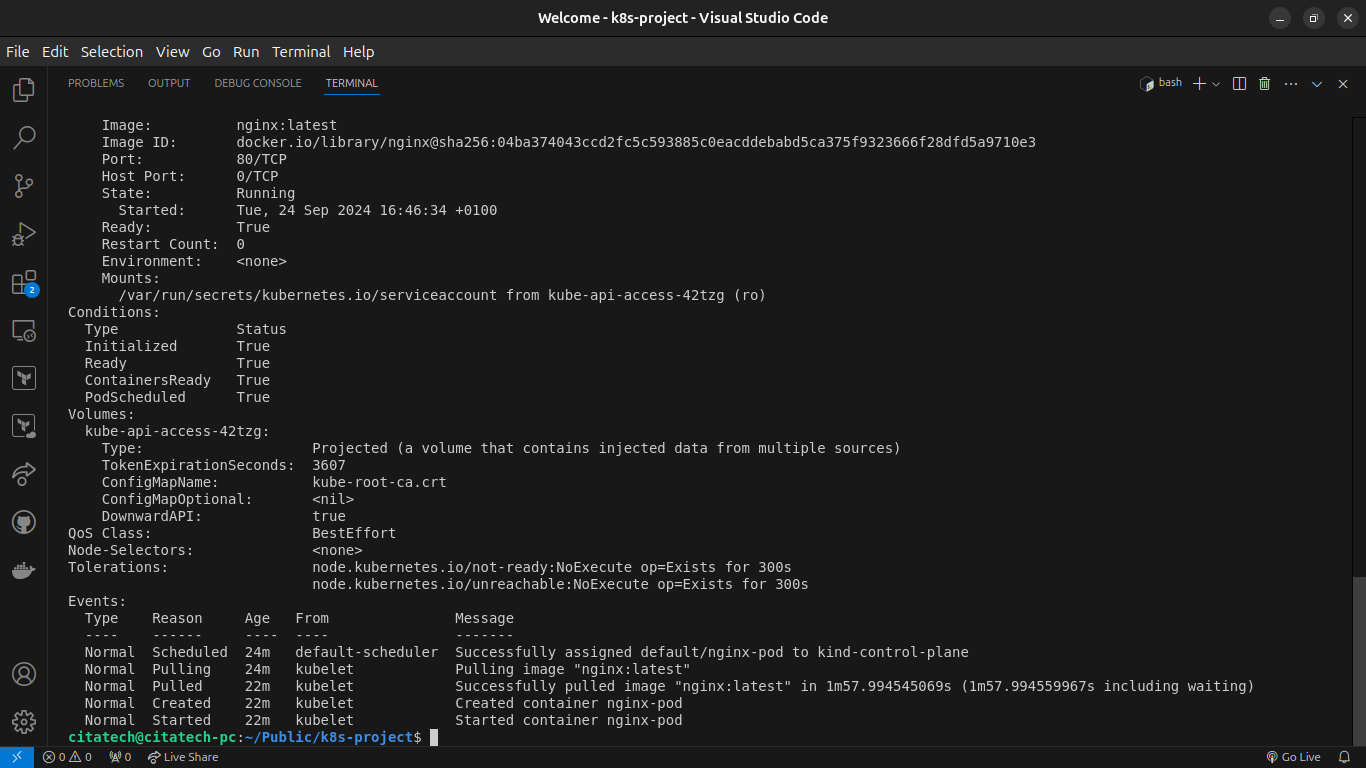 Welcome - k8s-project - Visual Studio Code
File Edit Selection View Go Run Terminal Help
PROBLEMS OUTPUT DEBUG CONSOLE TERMINAL
bash
    Image:          nginx:latest
    Image ID:       docker.io/library/nginx@sha256:04ba374043ccd2fc5c593885c0eacddebabd5ca375f9323666f28dfd5a9710e3
    Port:           80/TCP
    Host Port:      0/TCP
    State:          Running
      Started:      Tue, 24 Sep 2024 16:46:34 +0100
    Ready:          True
    Restart Count:  0
    Environment:    <none>
    Mounts:
      /var/run/secrets/kubernetes.io/serviceaccount from kube-api-access-42tzg (ro)
Conditions:
  Type              Status
  Initialized       True
  Ready             True
  ContainersReady   True
  PodScheduled      True
Volumes:
  kube-api-access-42tzg:
    Type:                    Projected (a volume that contains injected data from multiple sources)
    TokenExpirationSeconds:  3607
    ConfigMapName:           kube-root-ca.crt
    ConfigMapOptional:       <nil>
    DownwardAPI:             true
QoS Class:                   BestEffort
Node-Selectors:              <none>
Tolerations:                 node.kubernetes.io/not-ready:NoExecute op=Exists for 300s
                             node.kubernetes.io/unreachable:NoExecute op=Exists for 300s
Events:
  Type    Reason     Age   From               Message
  ----    ------     ----  ----               -------
  Normal  Scheduled  24m   default-scheduler  Successfully assigned default/nginx-pod to kind-control-plane
  Normal  Pulling    24m   kubelet            Pulling image "nginx:latest"
  Normal  Pulled     22m   kubelet            Successfully pulled image "nginx:latest" in 1m57.994545069s (1m57.994559967s including waiting)
  Normal  Created    22m   kubelet            Created container nginx-pod
  Normal  Started    22m   kubelet            Started container nginx-pod
citatech@citatech-pc:~/Public/k8s-project$
2
0 0 0 Live Share Go Live